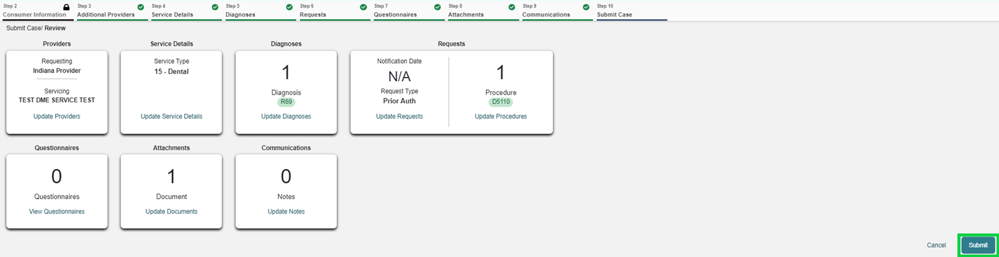 Step 2
Consumer Information
Step 3
Additional Providers
Step 4
Service Details
Step 5
Diagnoses
Step 6
Requests
Step 7
Questionnaires
Step 8
Attachments
Step 9
Communications
Step 10
Submit Case
Submit Case/ Review
Providers
Requesting
Indiana Provider
Servicing
TEST DME SERVICE TEST
Update Providers
Service Details
Service Type
15 - Dental
Update Service Details
Diagnoses
1
Diagnosis
R69
Update Diagnoses
Requests
Notification Date
N/A
Request Type
Prior Auth
Update Requests
1
Procedure
D5110
Update Procedures
Questionnaires
0
Questionnaires
View Questionnaires
Attachments
1
Document
Update Documents
Communications
0
Notes
Update Notes
Cancel
Submit